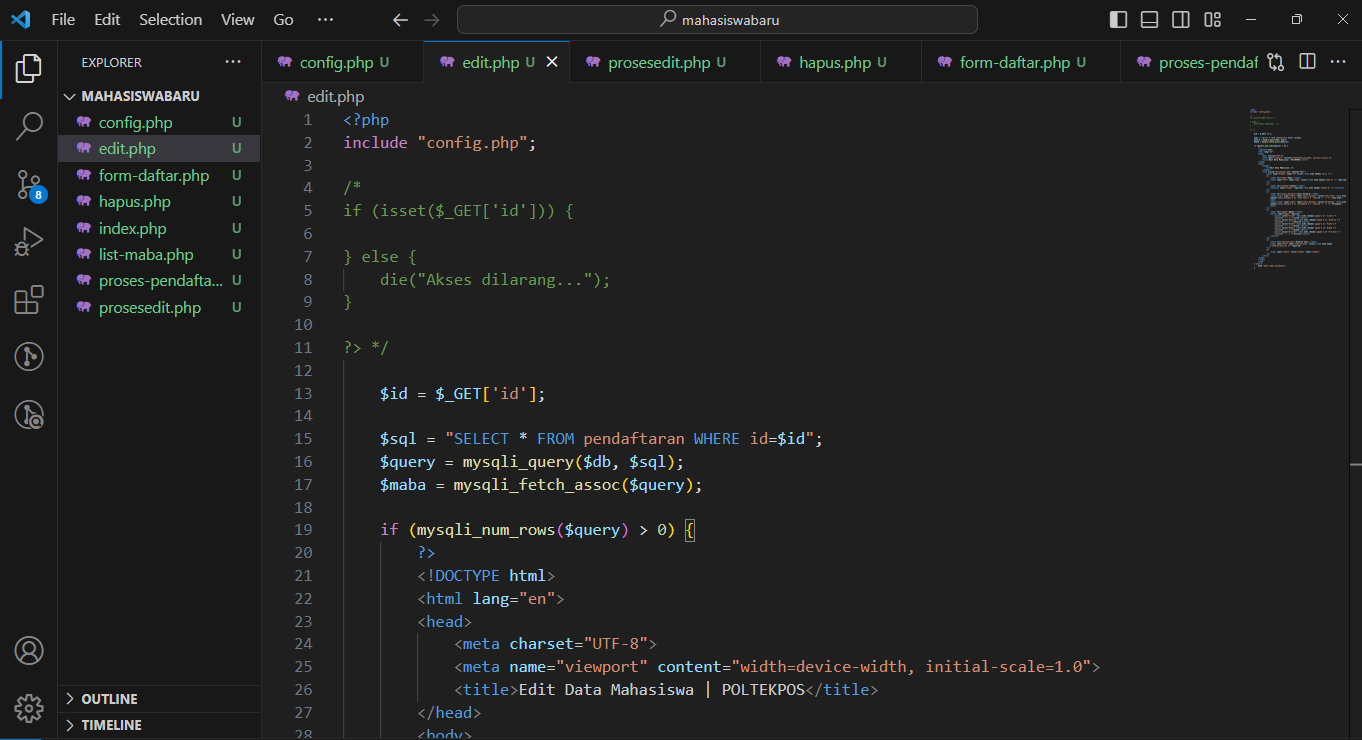 File Edit Selection View Go ··· mahasiswabaru
EXPLORER ···
MAHASISWABARU
config.php U
edit.php U
form-daftar.php U
hapus.php U
index.php U
list-maba.php U
proses-pendafta... U
prosesedit.php U
8
OUTLINE
TIMELINE
config.php U edit.php U prosesedit.php U hapus.php U form-daftar.php U proses-pendaf
edit.php
1 <?php
2 include "config.php";
3
4 /*
5 if (isset($_GET['id'])) {
6
7 } else {
8 die("Akses dilarang...");
9 }
10
11 ?> */
12
13 $id = $_GET['id'];
14
15 $sql = "SELECT * FROM pendaftaran WHERE id=$id";
16 $query = mysqli_query($db, $sql);
17 $maba = mysqli_fetch_assoc($query);
18
19 if (mysqli_num_rows($query) > 0) {
20 ?>
21 <!DOCTYPE html>
22 <html lang="en">
23 <head>
24 <meta charset="UTF-8">
25 <meta name="viewport" content="width=device-width, initial-scale=1.0">
26 <title>Edit Data Mahasiswa | POLTEKPOS</title>
27 </head>
28 <body>